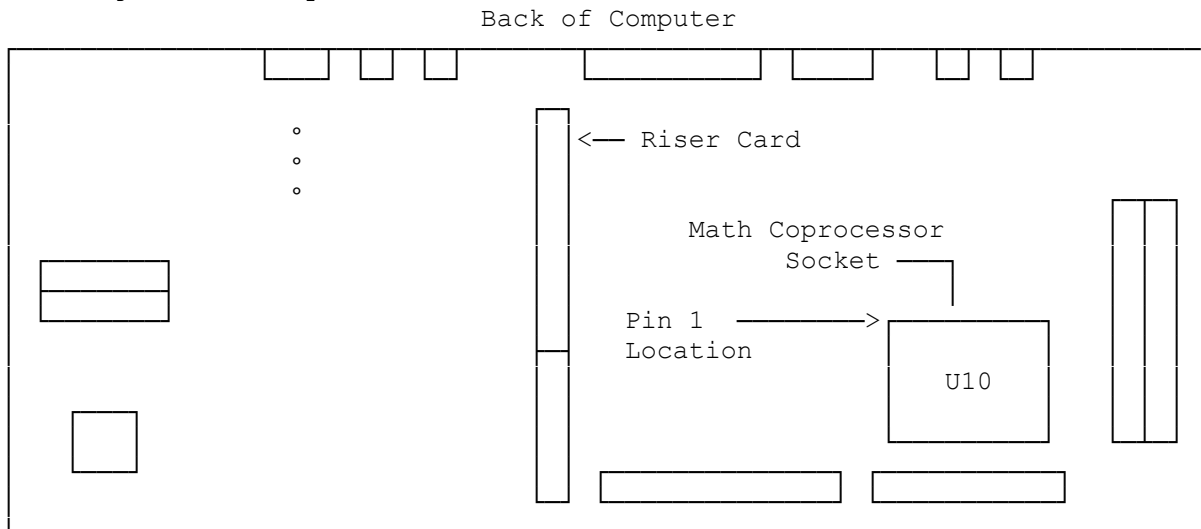 Back of Computer
<—— Riser Card
Math Coprocessor
Socket
Pin 1 ————————>
Location
U10